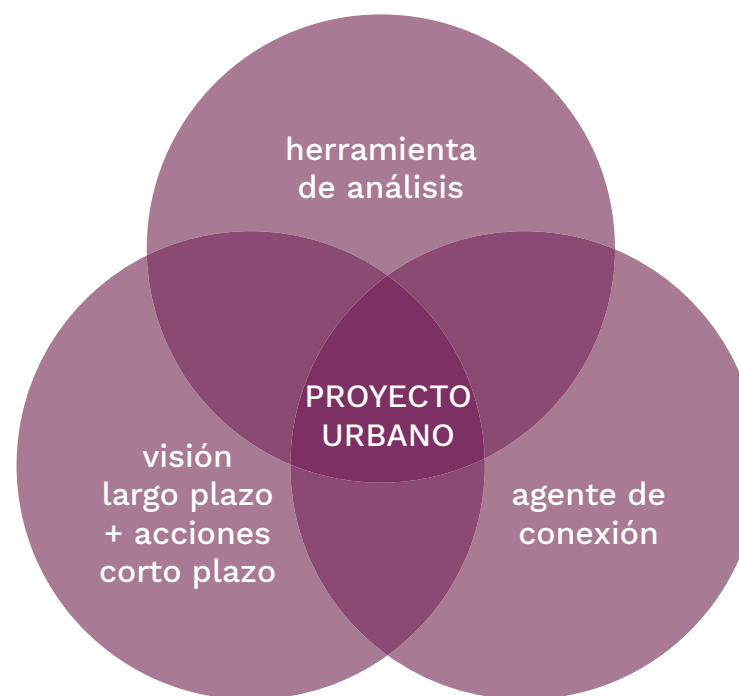 herramienta
de análisis
PROYECTO
URBANO
visión
largo plazo
+ acciones
corto plazo
agente de
conexión